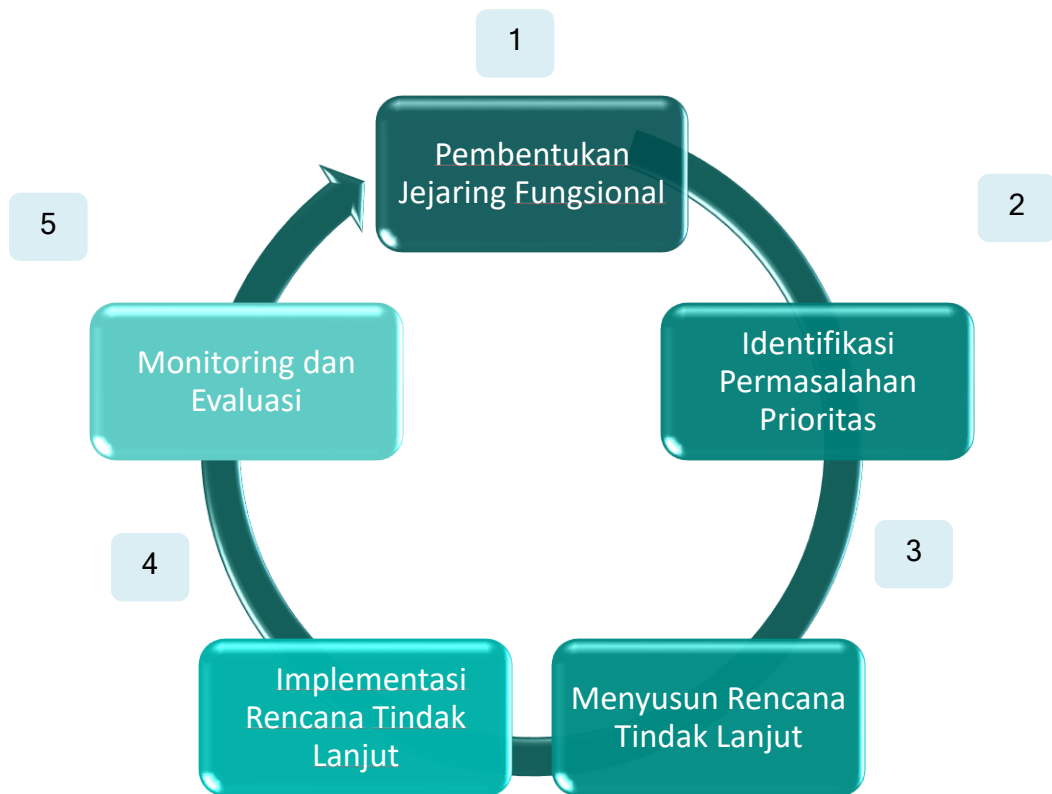 1
Pembentukan
Jejaring Fungsional
2
Identifikasi
Permasalahan
Prioritas
3
Menyusun Rencana
Tindak Lanjut
4
Implementasi
Rencana Tindak
Lanjut
5
Monitoring dan
Evaluasi